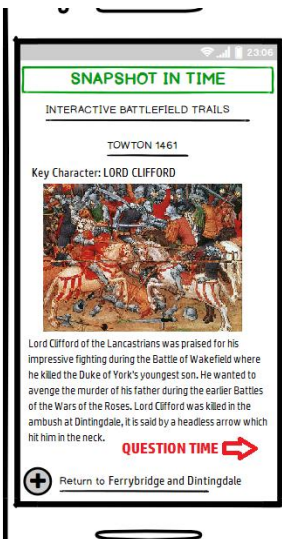 23:06
SNAPSHOT IN TIME
INTERACTIVE BATTLEFIELD TRAILS
TOWTON 1461
Key Character: LORD CLIFFORD
Lord Clifford of the Lancastrians was praised for his
impressive fighting during the Battle of Wakefield where
he killed the Duke of York's youngest son. He wanted to
avenge the murder of his father during the earlier Battles
of the Wars of the Roses. Lord Clifford was killed in the
ambush at Dintingdale, it is said by a headless arrow which
hit him in the neck.
QUESTION TIME
Return to Ferrybridge and Dintingdale